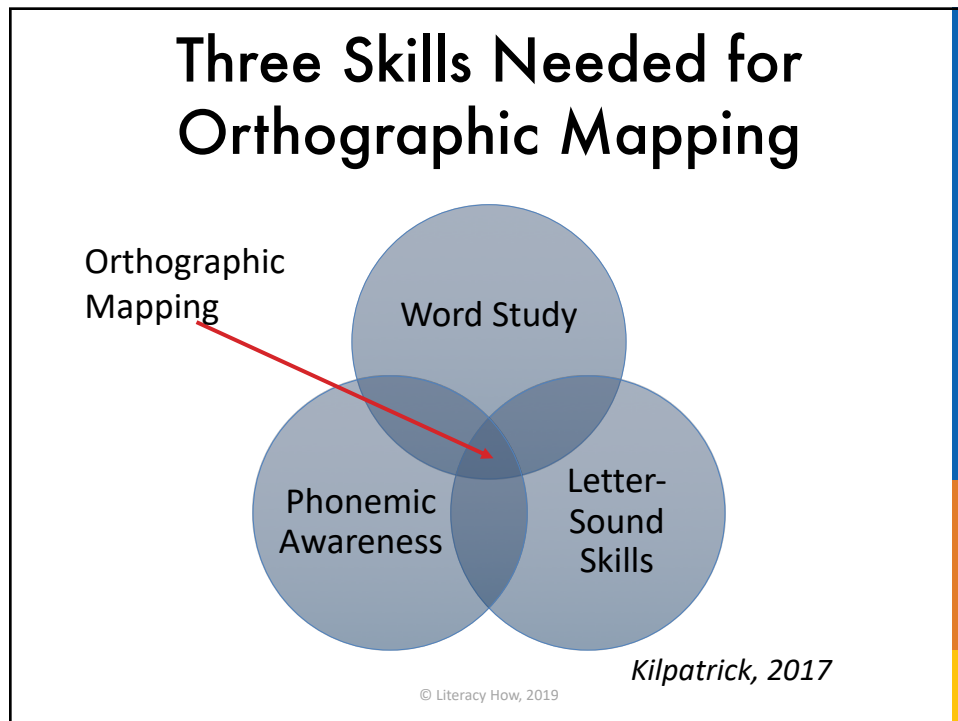 Three Skills Needed for
Orthographic Mapping
Orthographic
Mapping
Word Study
Phonemic
Awareness
Letter-
Sound
Skills
Kilpatrick, 2017
© Literacy How, 2019